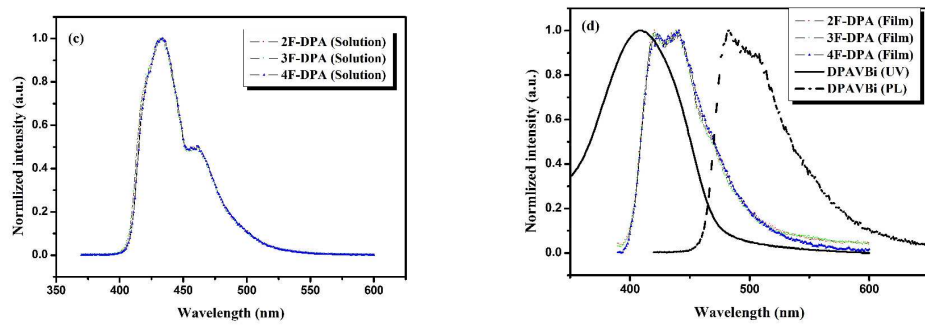 (c)
2F-DPA (Solution)
3F-DPA (Solution)
4F-DPA (Solution)
Normlized intensity (a.u.)
1.0
0.8
0.6
0.4
0.2
0.0
350 400 450 500 550 600
Wavelength (nm)
(d)
2F-DPA (Film)
3F-DPA (Film)
4F-DPA (Film)
DPAVBi (UV)
DPAVBi (PL)
Normlized intensity (a.u.)
1.0
0.8
0.6
0.4
0.2
0.0
400 500 600
Wavelength (nm)